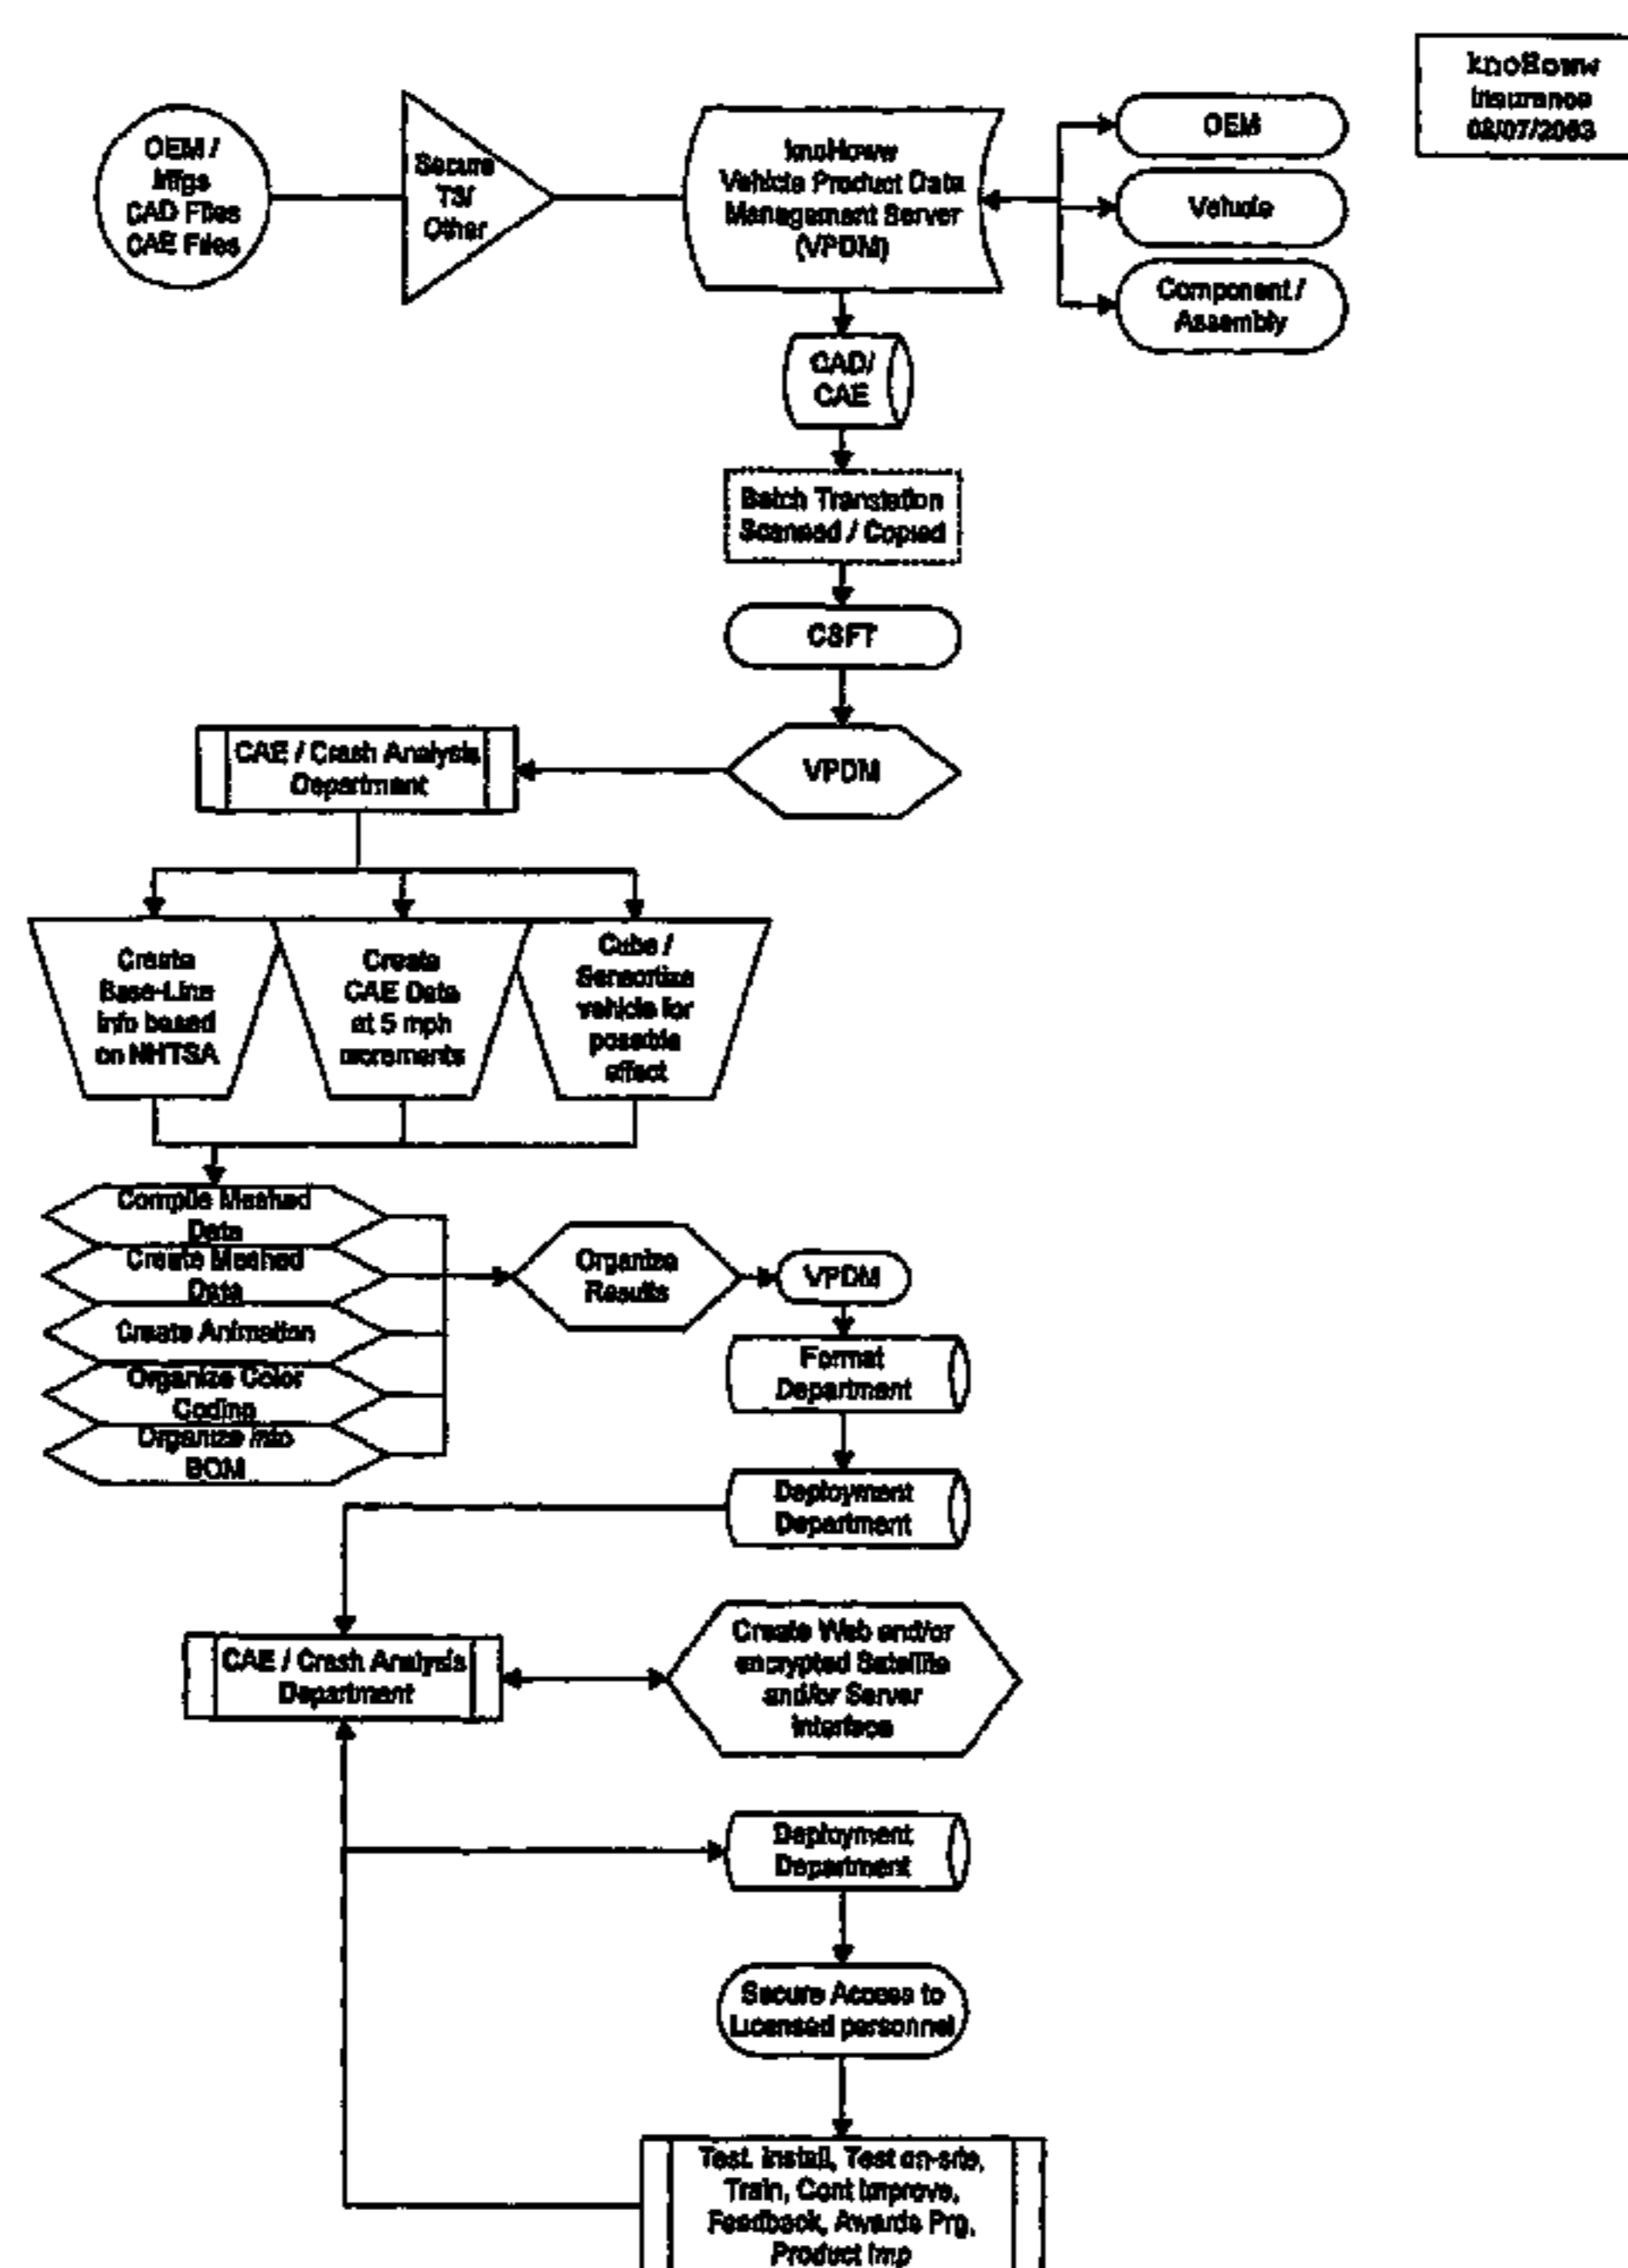 knoHoww
Insurance
OEM /
Mfgs
CAD Files
CAE Files
Secure
T3/
Other
knoHoww
Vehicle Product Data
Management Server
(VPDM)
OEM
Vehicle
Component /
Assembly
CAD/
CAE
Batch Translation
Scanned / Copied
CSFT
VPDM
CAE / Crash Analysis
Department
Create
Base-Line
info based
on NHTSA
Create
CAE Data
at 5 mph
increments
Cube /
Sensortize
vehicle for
possible
effect
Compile Meshed
Data
Create Meshed
Data
Create Animation
Organize Color
Coding
Organize into
BOM
Organize
Results
VPDM
Format
Department
Deployment
Department
CAE / Crash Analysis
Department
Create Web and/or
encrypted Satellite
and/or Server
interface
Deployment
Department
Secure Access to
Licensed personnel
Test, Install, Test on-site,
Train, Cont Improve,
Feedback, Awards Prg,
Product Imp